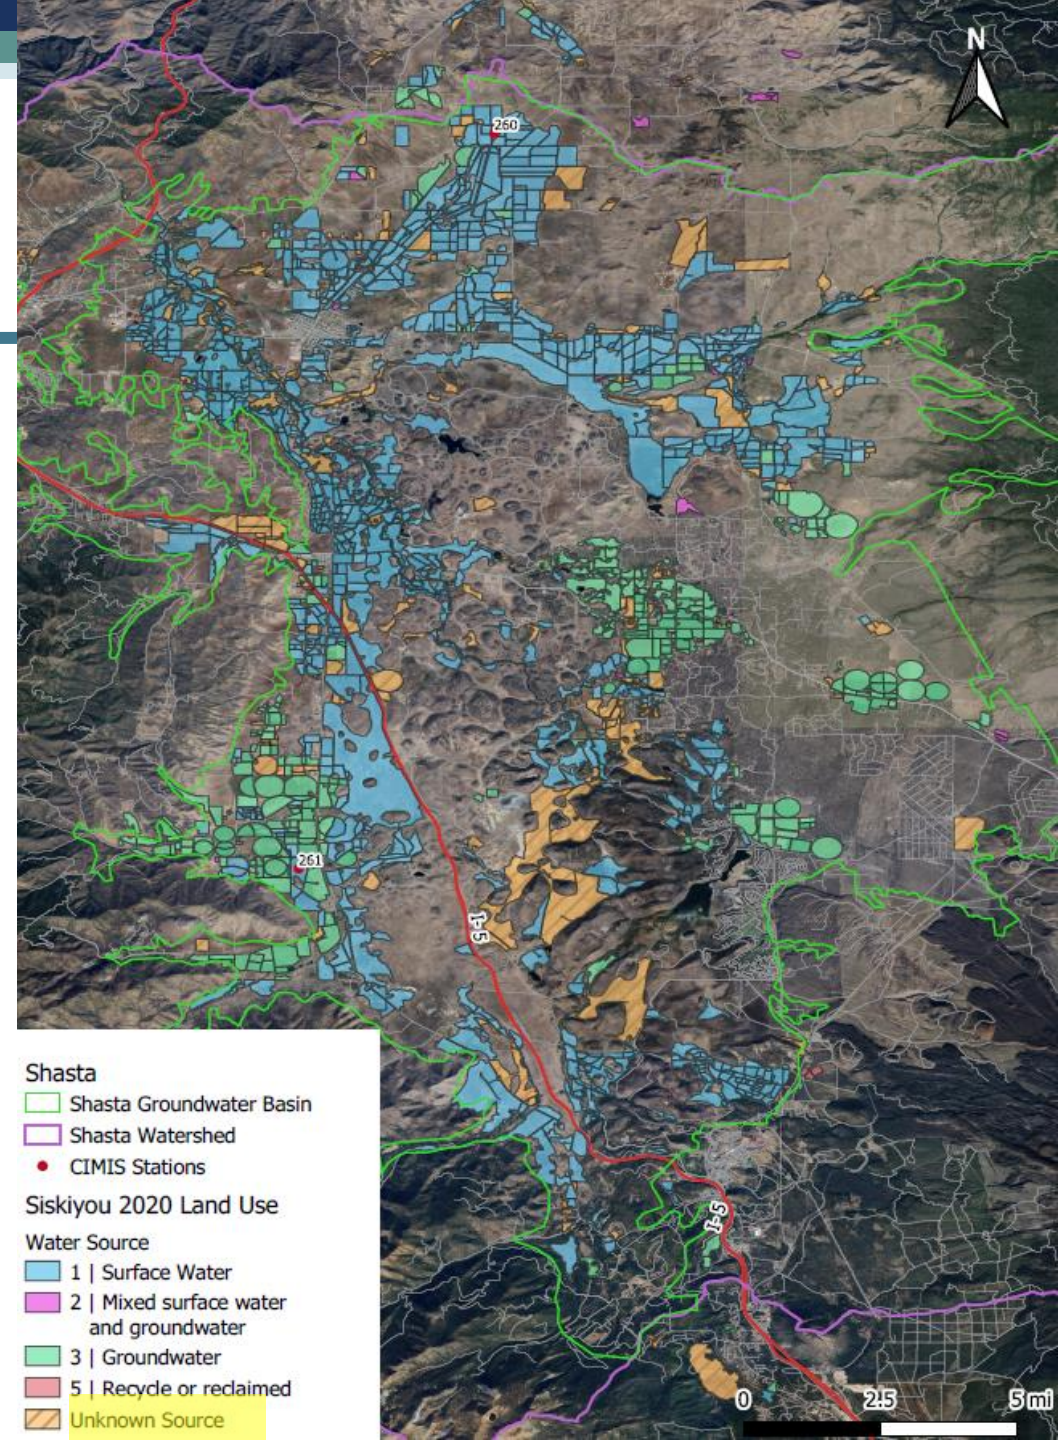 N
260
261
I-5
I-5
Shasta
Shasta Groundwater Basin
Shasta Watershed
CIMIS Stations
Siskiyou 2020 Land Use
Water Source
1 | Surface Water
2 | Mixed surface water
and groundwater
3 | Groundwater
5 | Recycle or reclaimed
Unknown Source
0 2.5 5 mi